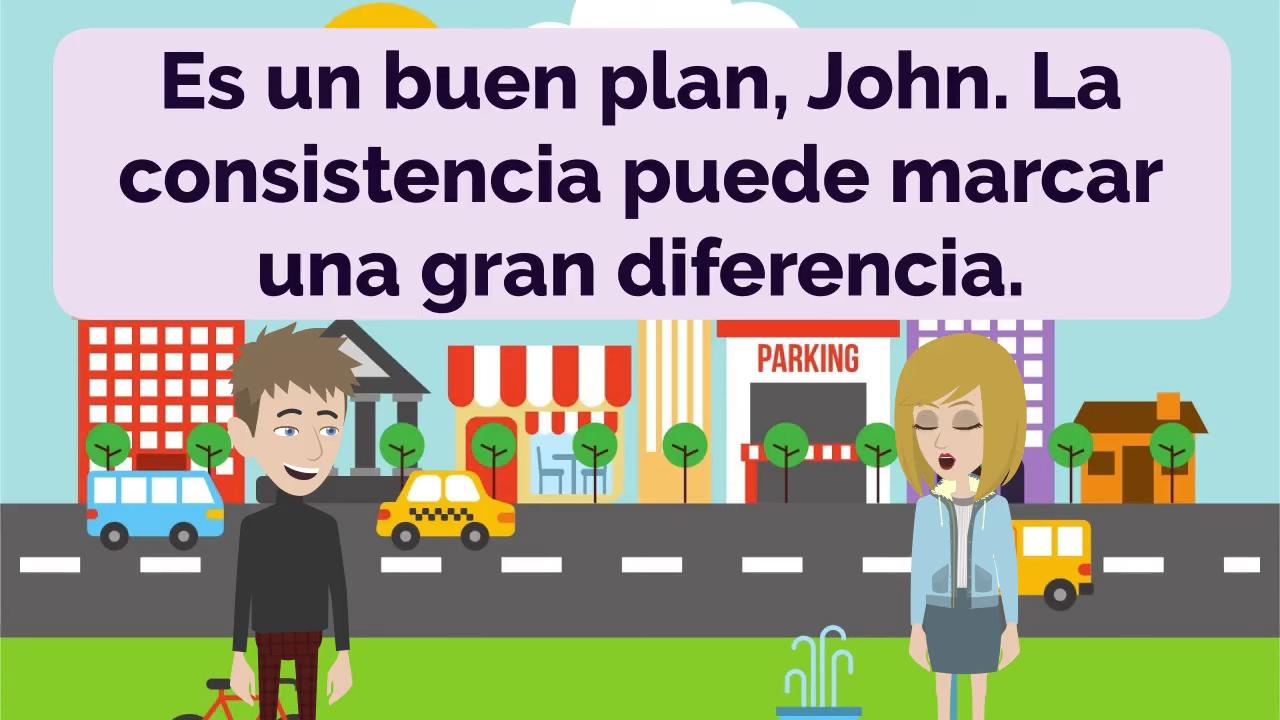 Es un buen plan, John. La
consistencia puede marcar
una gran diferencia.
PARKING